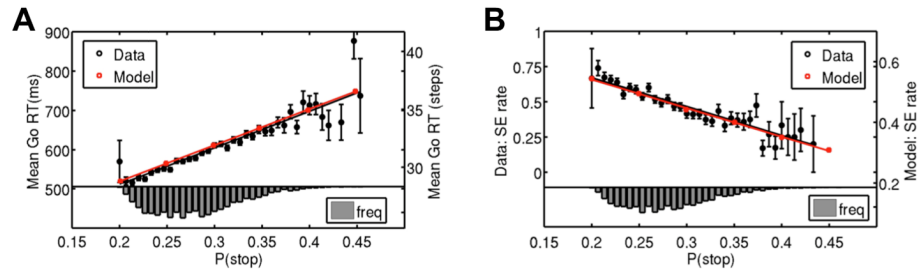 A
900
800
700
600
500
Mean Go RT(ms)
Data
Model
40
35
30
Mean Go RT (steps)
freq
0.15 0.2 0.25 0.3 0.35 0.4 0.45
P(stop)
B
1
0.75
0.5
0.25
0
Data: SE rate
Data
Model
0.6
0.4
0.2
Model: SE rate
freq
0.15 0.2 0.25 0.3 0.35 0.4 0.45
P(stop)